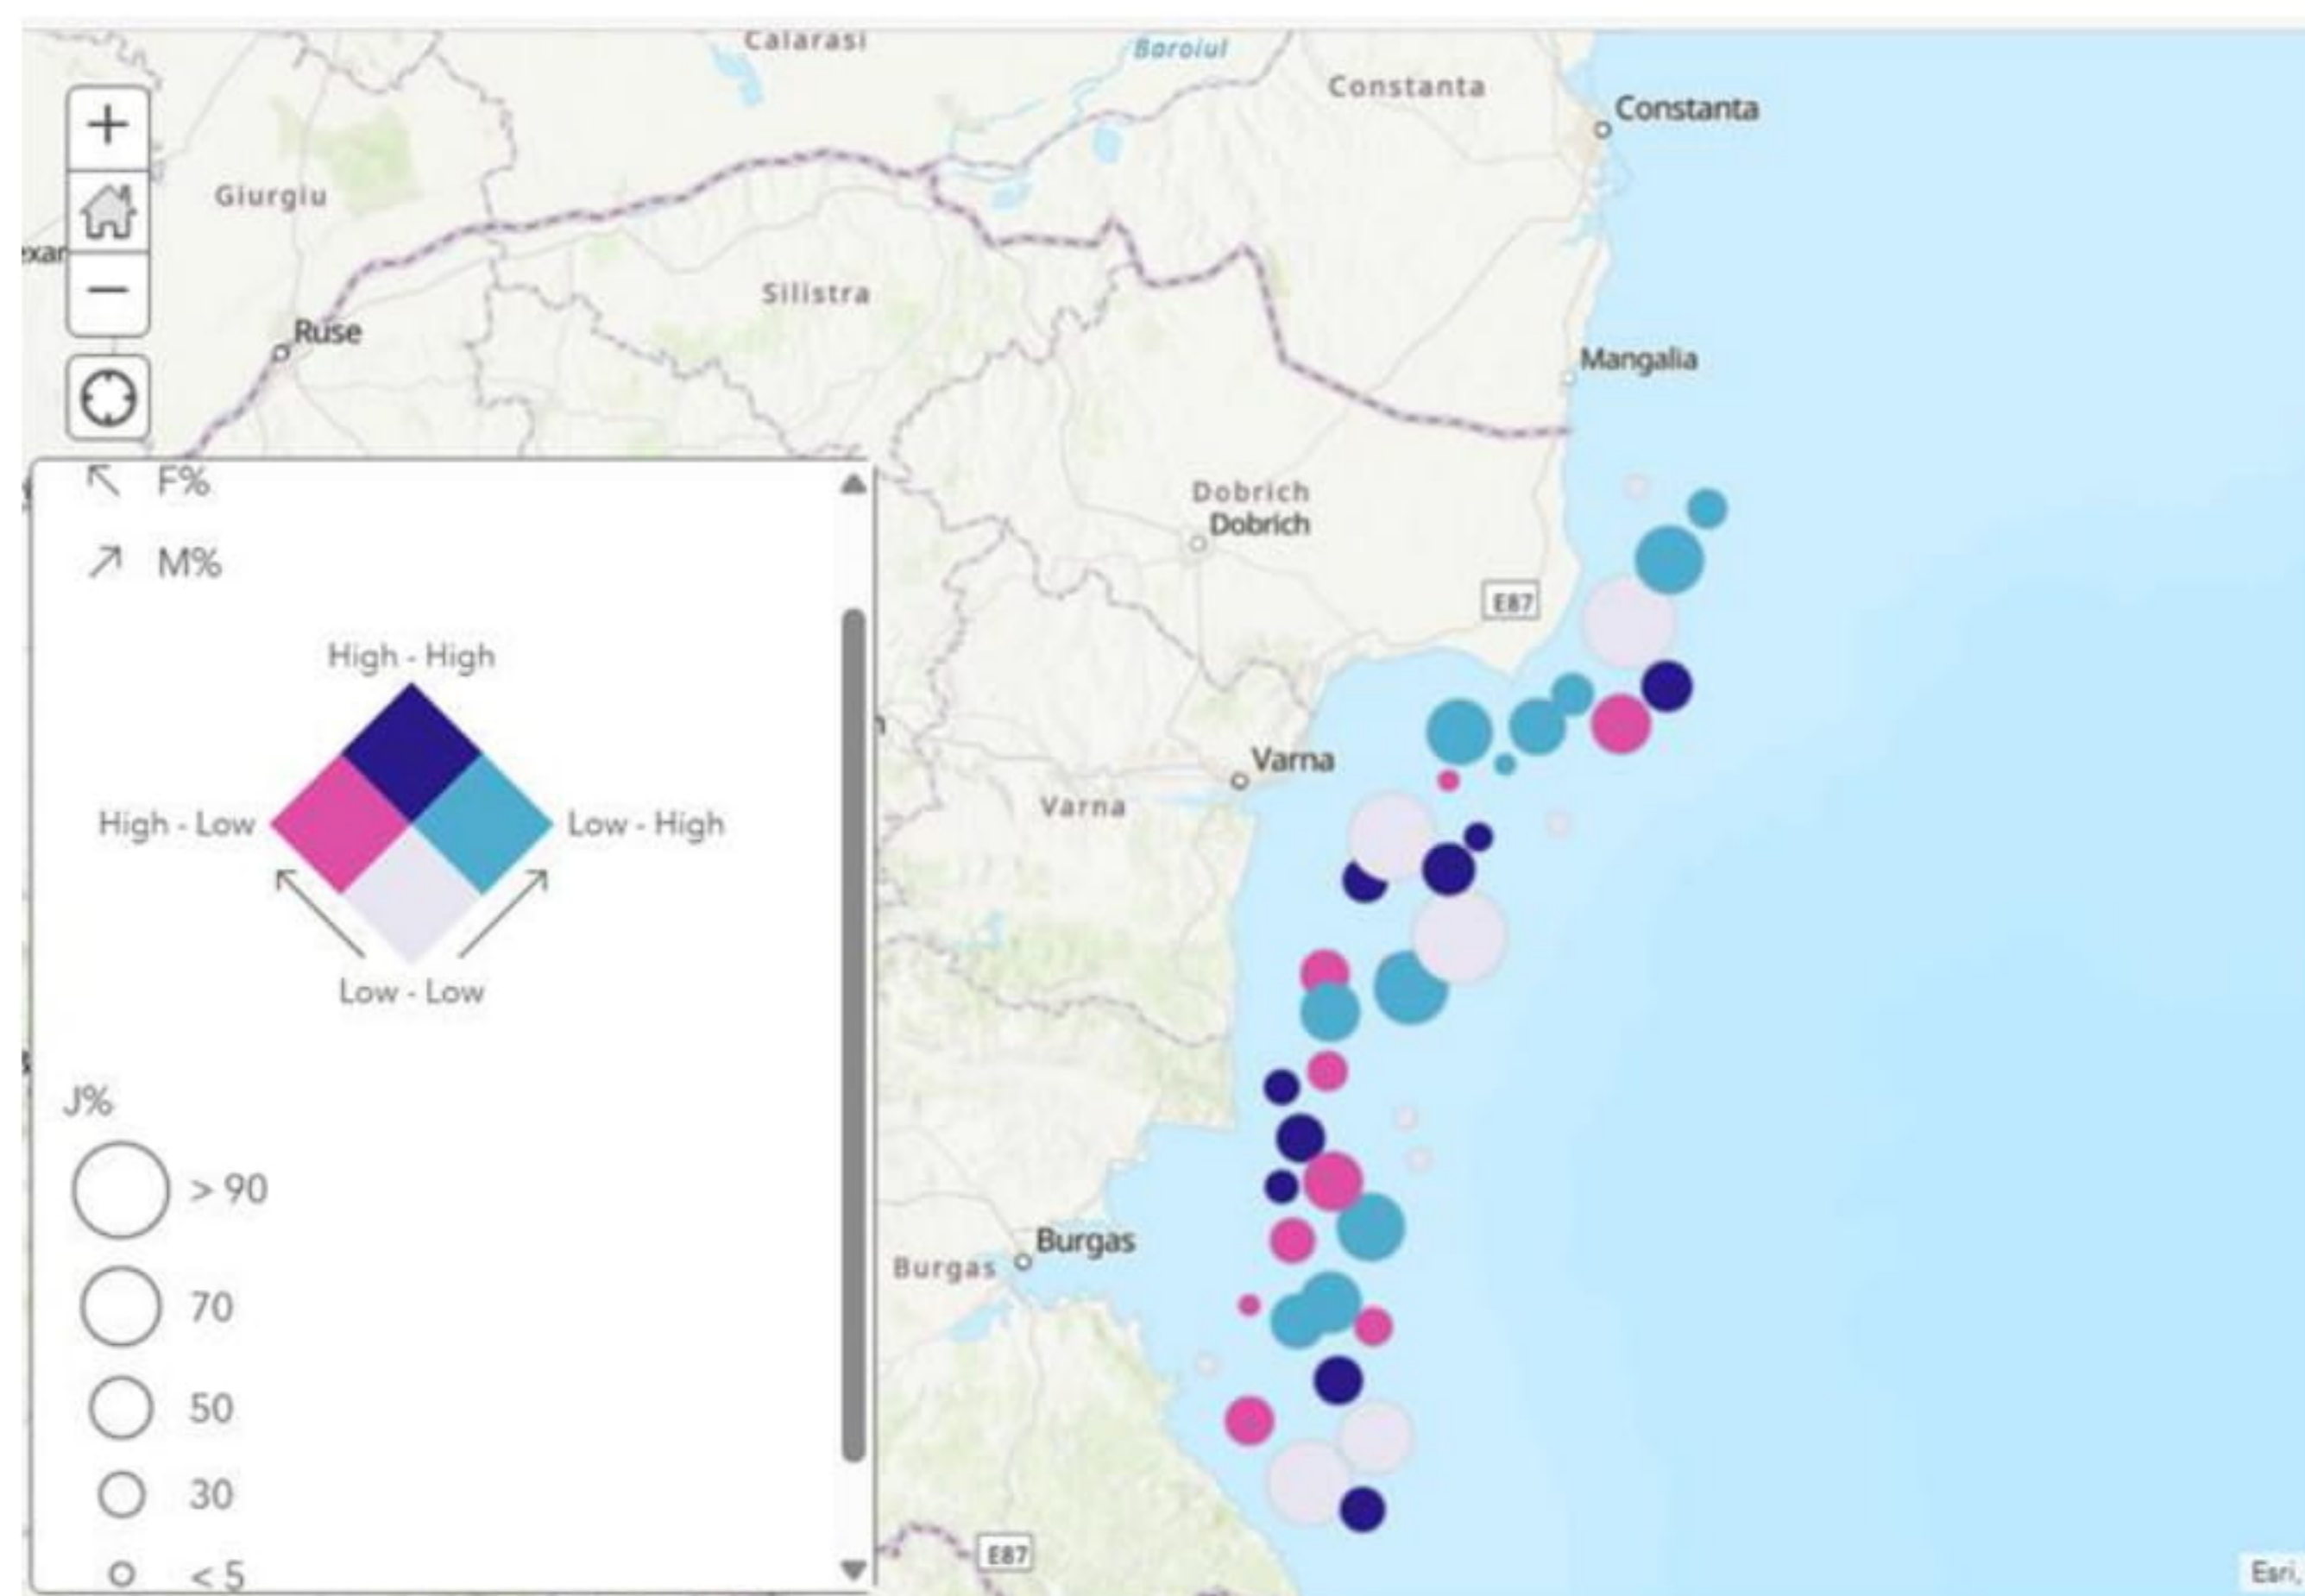 Calarasi
Baroiul
Constanta
Constanta
Giurgiu
Silistra
Ruse
Mangalia
Dobrich
Dobrich
E87
Varna
Varna
Burgas
Burgas
E87
Esri,
F%
M%
High - High
High - Low
Low - High
Low - Low
J%
> 90
70
50
30
< 5